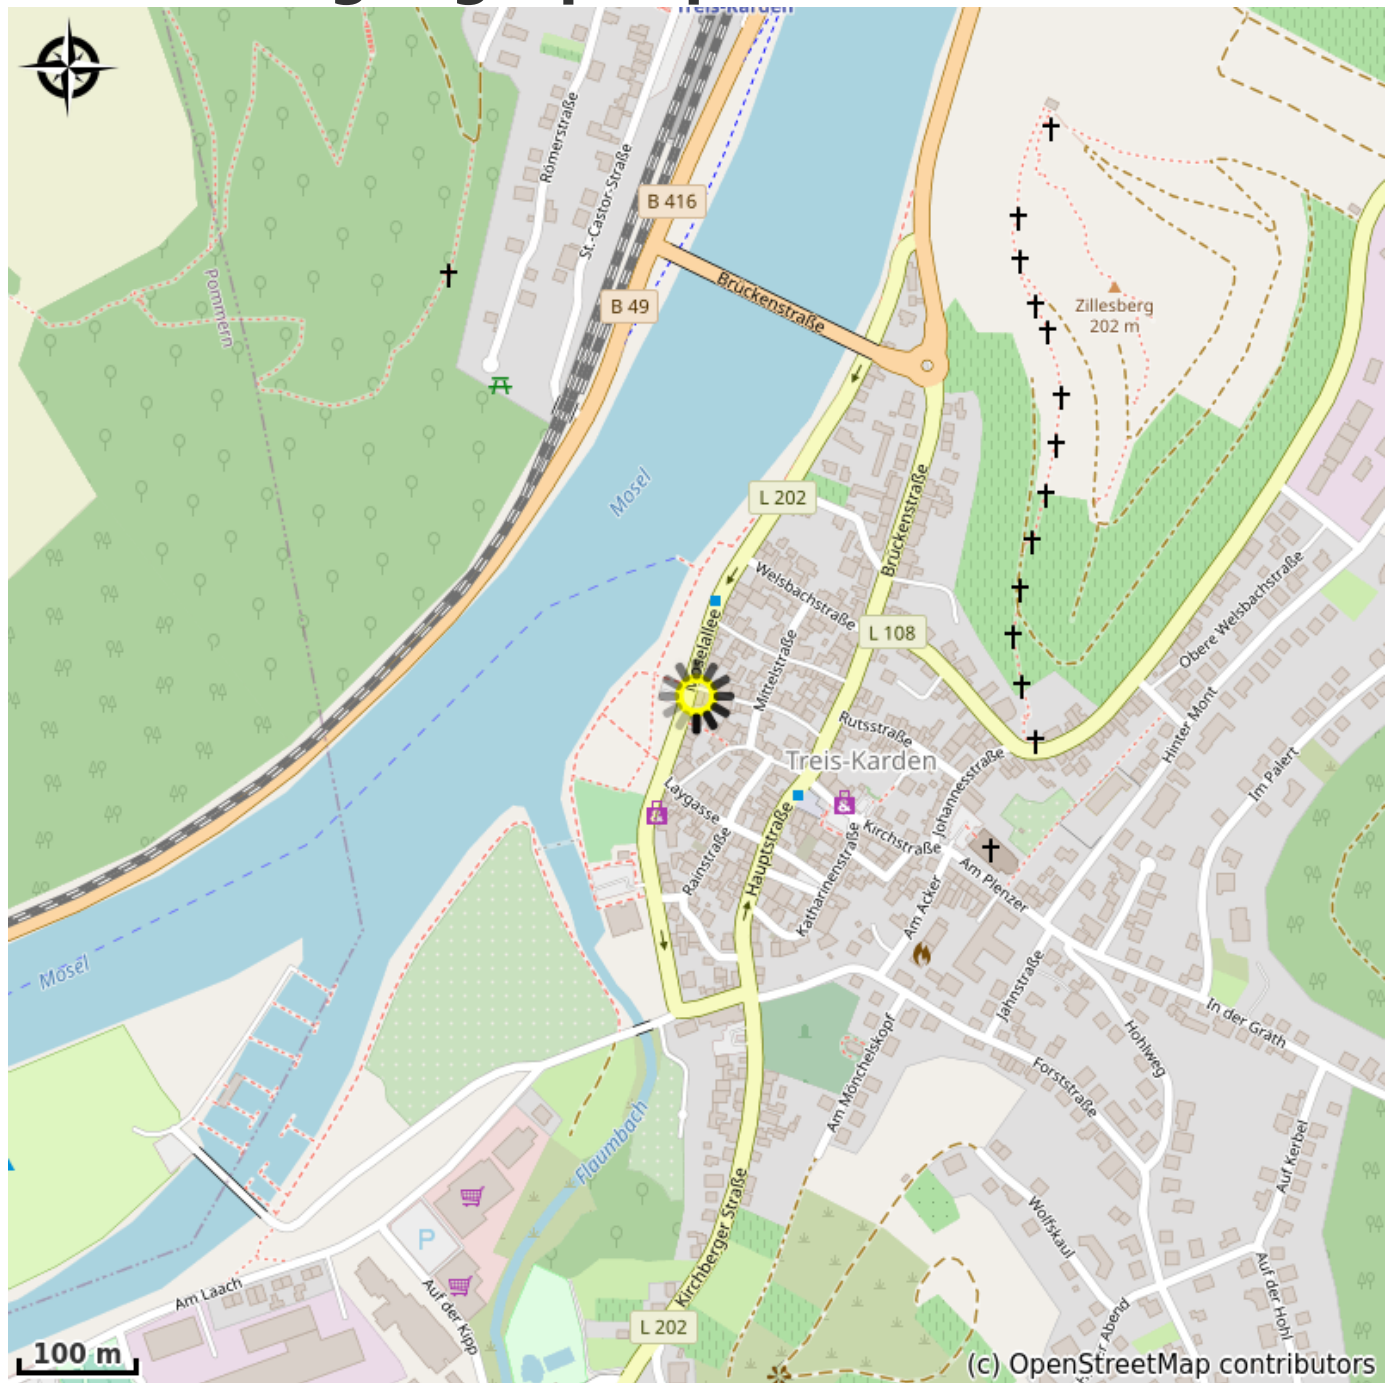 Treis-Karden
Römerstraße
St.-Castor-Straße
B 416
Pommern
B 49
Brückenstraße
Zillesberg
202 m
Mosel
L 202
Brückenstraße
Welsbachstraße
L 108
Obere Welsbachstraße
Mittelstraße
Hinter Mont
Rutsstraße
Treis-Karden
Johannesstraße
Im Palert
Laygasse
Kirchstraße
Hauptstraße
Rainstraße
Katharinenstraße
Am Plenzer
Am Acker
Mosel
Jahnstraße
In der Gräth
Hohlweg
Am Mönchelskopf
Forststraße
Flaumbach
Auf Kerbel
Kirchberger Straße
Wolfskaul
P
Am Laach
Auf der Kipp
Auf der Hohl
Abend
L 202
100 m
(c) OpenStreetMap contributors